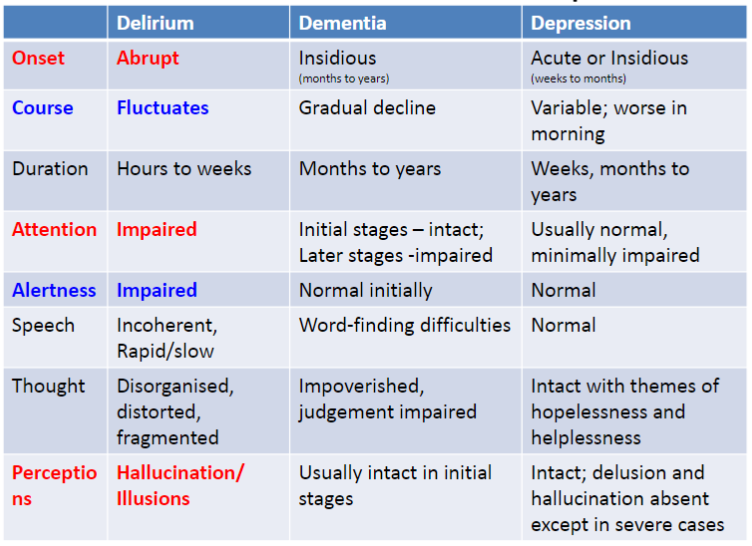 Delirium Dementia Depression
Onset Abrupt Insidious Acute or Insidious
(months to years) (weeks to months)
Course Fluctuates Gradual decline Variable; worse in
morning
Duration Hours to weeks Months to years Weeks, months to
years
Attention Impaired Initial stages – intact; Usually normal,
Later stages -impaired minimally impaired
Alertness Impaired Normal initially Normal
Speech Incoherent, Word-finding difficulties Normal
Rapid/slow
Thought Disorganised, Impoverished, Intact with themes of
distorted, judgement impaired hopelessness and
fragmented helplessness
Perceptio Hallucination/ Usually intact in initial Intact; delusion and
ns Illusions stages hallucination absent
except in severe cases